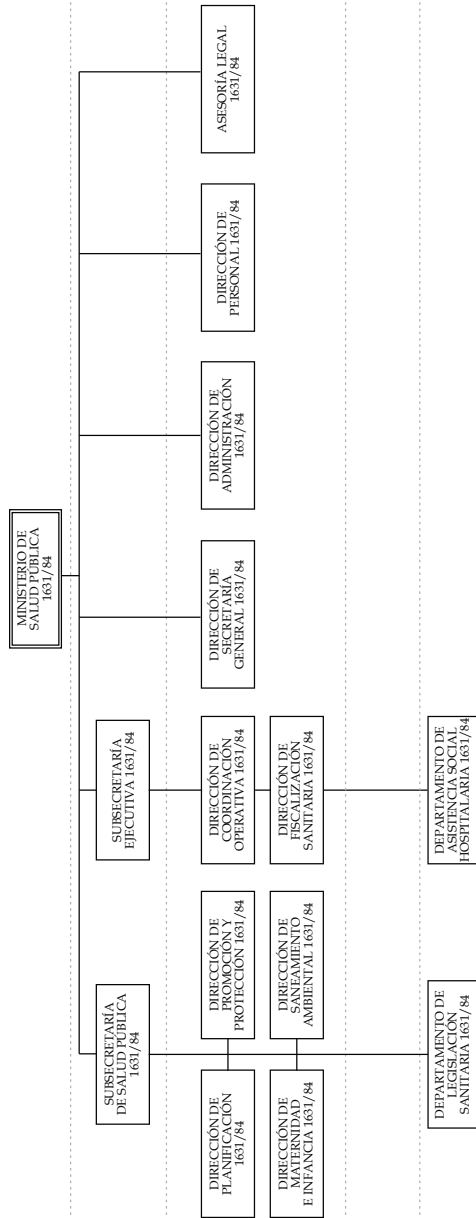 MINISTERIO DE
SALUD PÚBLICA
1631/84
SUBSECRETARÍA
DE SALUD PÚBLICA
1631/84
SUBSECRETARÍA
EJECUTIVA 1631/84
DIRECCIÓN DE
PLANIFICACIÓN
1631/84
DIRECCIÓN DE
PROMOCIÓN Y
PROTECCIÓN 1631/84
DIRECCIÓN DE
COORDINACIÓN
OPERATIVA 1631/84
DIRECCIÓN DE
SECRETARÍA
GENERAL 1631/84
DIRECCIÓN DE
ADMINISTRACIÓN
1631/84
DIRECCIÓN DE
PERSONAL 1631/84
ASESORÍA LEGAL
1631/84
DIRECCIÓN DE
MATERNIDAD
E INFANCIA 1631/84
DIRECCIÓN DE
SANEAMIENTO
AMBIENTAL 1631/84
DIRECCIÓN DE
FISCALIZACIÓN
SANITARIA 1631/84
DEPARTAMENTO DE
LEGISLACIÓN
SANITARIA 1631/84
DEPARTAMENTO DE
ASISTENCIA SOCIAL
HOSPITALARIA 1631/84